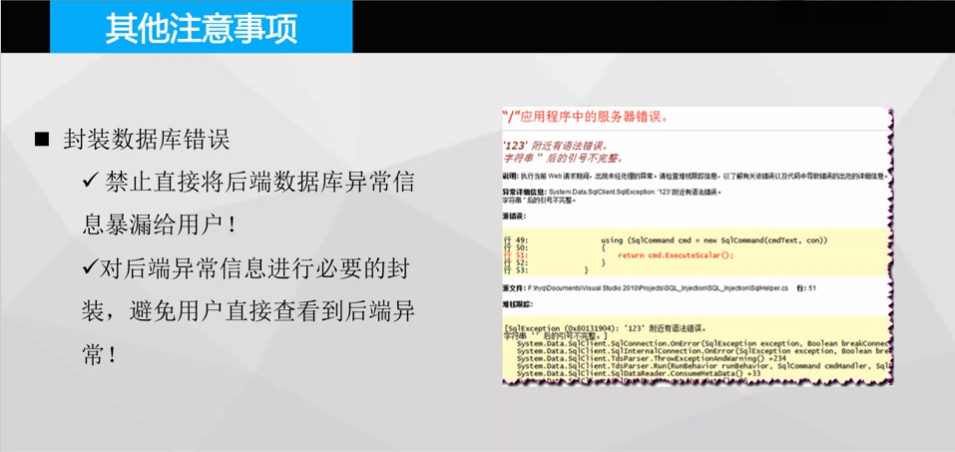 其他注意事项
■ 封装数据库错误
✓ 禁止直接将后端数据库异常信
息暴漏给用户！
✓对后端异常信息进行必要的封
装，避免用户直接查看到后端异
常！
“/”应用程序中的服务器错误。
'123' 附近有语法错误。
字符串 '' 后的引号不完整。
说明: 执行当前 Web 请求期间，出现未经处理的异常。请检查堆栈跟踪信息，以了解有关该错误以及代码中导致错误的出处的详细信息。
异常详细信息: System.Data.SqlClient.SqlException: '123' 附近有语法错误。
字符串 '' 后的引号不完整。
源错误:
行 49: using (SqlCommand cmd = new SqlCommand(cmdText, con))
行 50: {
行 51: return cmd.ExecuteScalar();
行 52: }
行 53: }
源文件: F:\hyq\Documents\Visual Studio 2010\Projects\SQL_Injection\SQL_Injection\SqlHelper.cs 行: 51
堆栈跟踪:
[SqlException (0x80131904): '123' 附近有语法错误。
字符串 '' 后的引号不完整。]
System.Data.SqlClient.SqlConnection.OnError(SqlException exception, Boolean breakConnec
System.Data.SqlClient.SqlInternalConnection.OnError(SqlException exception, Boolean bre
System.Data.SqlClient.TdsParser.ThrowExceptionAndWarning() +234
System.Data.SqlClient.TdsParser.Run(RunBehavior runBehavior, SqlCommand cmdHandler, Sql
System.Data.SqlClient.SqlDataReader.ConsumeMetaData() +33